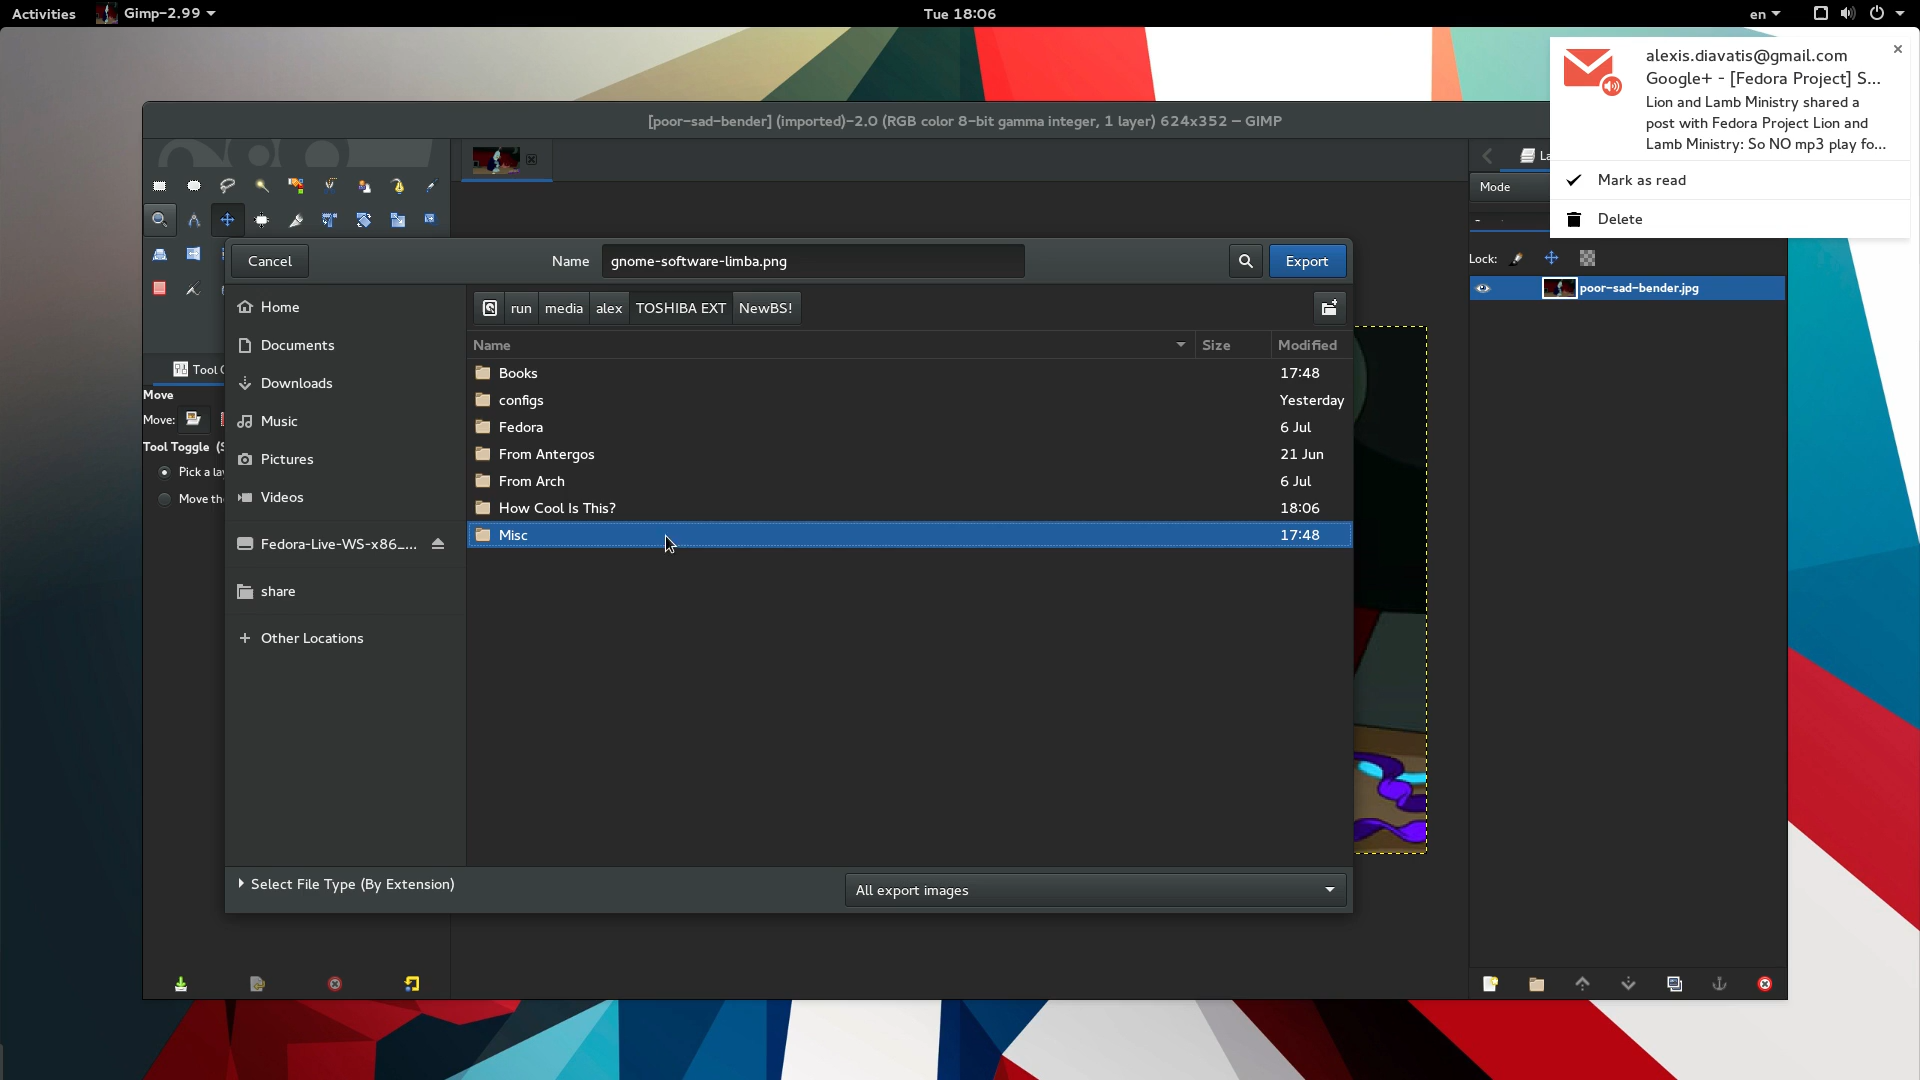 Activities
Gimp-2.99
Tue 18:06
en
alexis.diavatis@gmail.com
Google+ - [Fedora Project] S...
Lion and Lamb Ministry shared a
post with Fedora Project Lion and
Lamb Ministry: So NO mp3 play fo...
Mark as read
Delete
[poor-sad-bender] (imported)-2.0 (RGB color 8-bit gamma integer, 1 layer) 624x352 – GIMP
Mode
Lock:
poor-sad-bender.jpg
Tool
Move
Move:
Tool Toggle
Pick a
Move
Cancel
Name
gnome-software-limba.png
Export
Home
Documents
Downloads
Music
Pictures
Videos
Fedora-Live-WS-x86_...
share
Other Locations
run
media
alex
TOSHIBA EXT
NewBS!
Name
Size
Modified
Books 17:48
configs Yesterday
Fedora 6 Jul
From Antergos 21 Jun
From Arch 6 Jul
How Cool Is This? 18:06
Misc 17:48
Select File Type (By Extension)
All export images